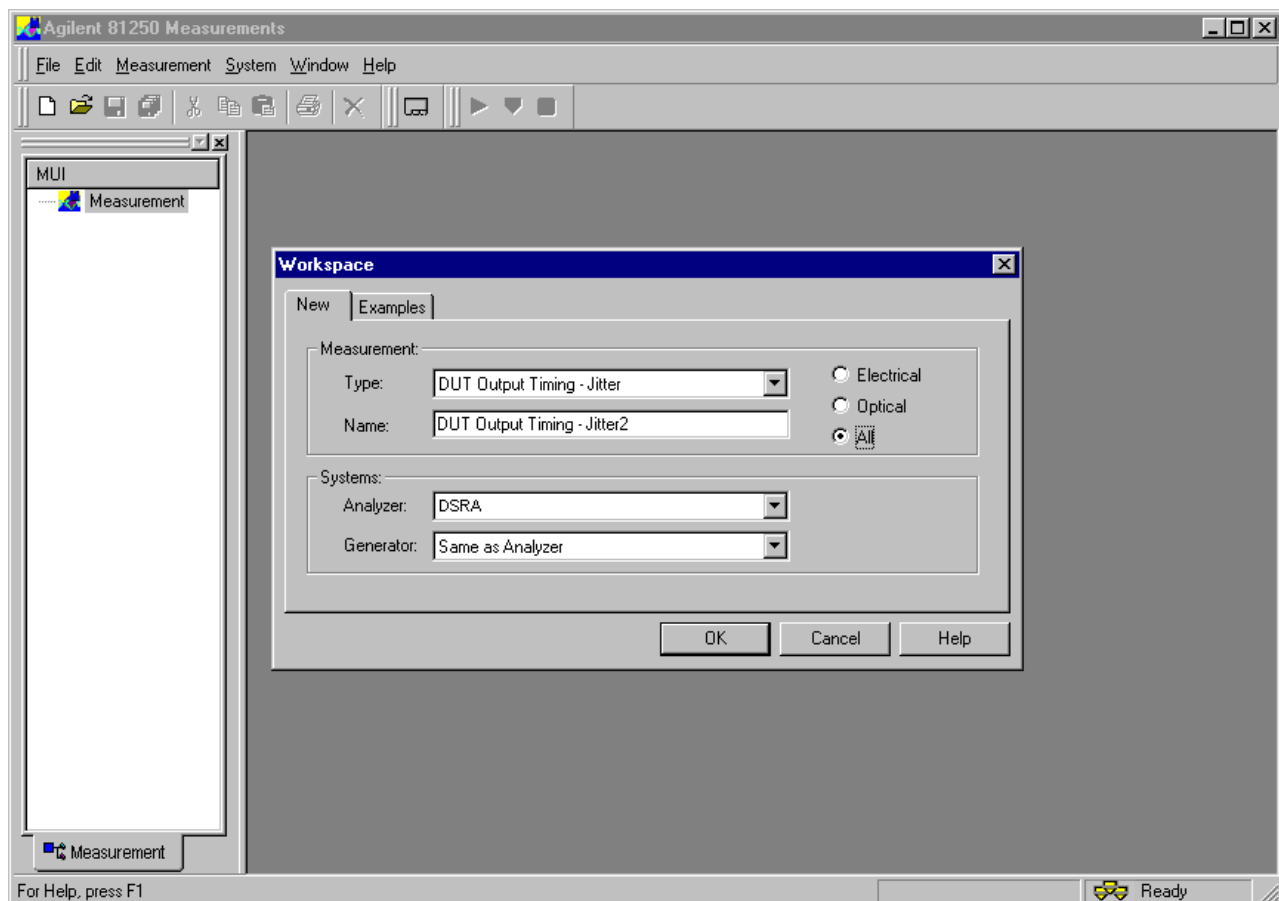 Agilent 81250 Measurements
File Edit Measurement System Window Help
MUI
Measurement
Workspace
New Examples
Measurement:
Type: DUT Output Timing - Jitter
Name: DUT Output Timing - Jitter2
Electrical
Optical
All
Systems:
Analyzer: DSRA
Generator: Same as Analyzer
OK Cancel Help
Measurement
For Help, press F1 Ready